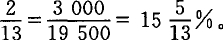 2/13 = 3 000/19 500 = 15 5/13 %。